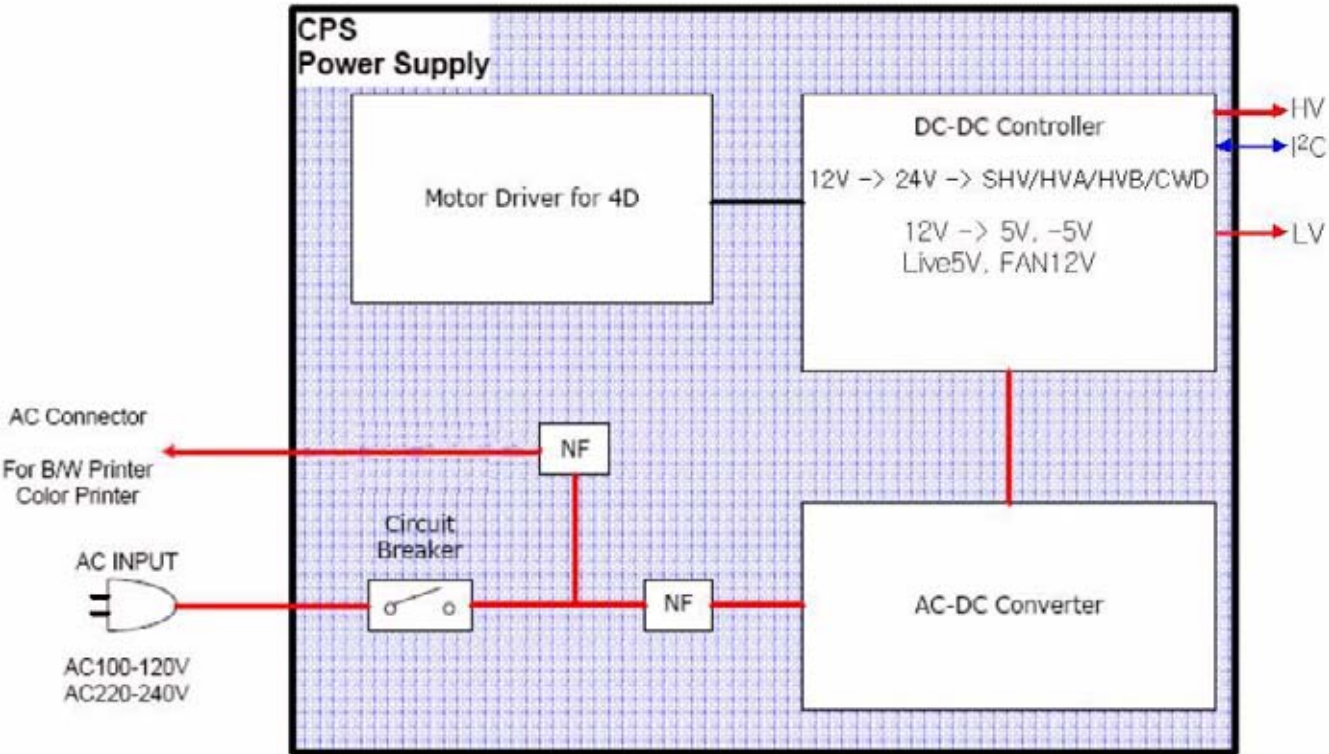 CPS
Power Supply
Motor Driver for 4D
DC-DC Controller
12V -> 24V -> SHV/HVA/HVB/CWD
12V -> 5V, -5V
Live5V, FAN12V
HV
I²C
LV
AC Connector
For B/W Printer
Color Printer
NF
Circuit
Breaker
AC INPUT
NF
AC-DC Converter
AC100-120V
AC220-240V